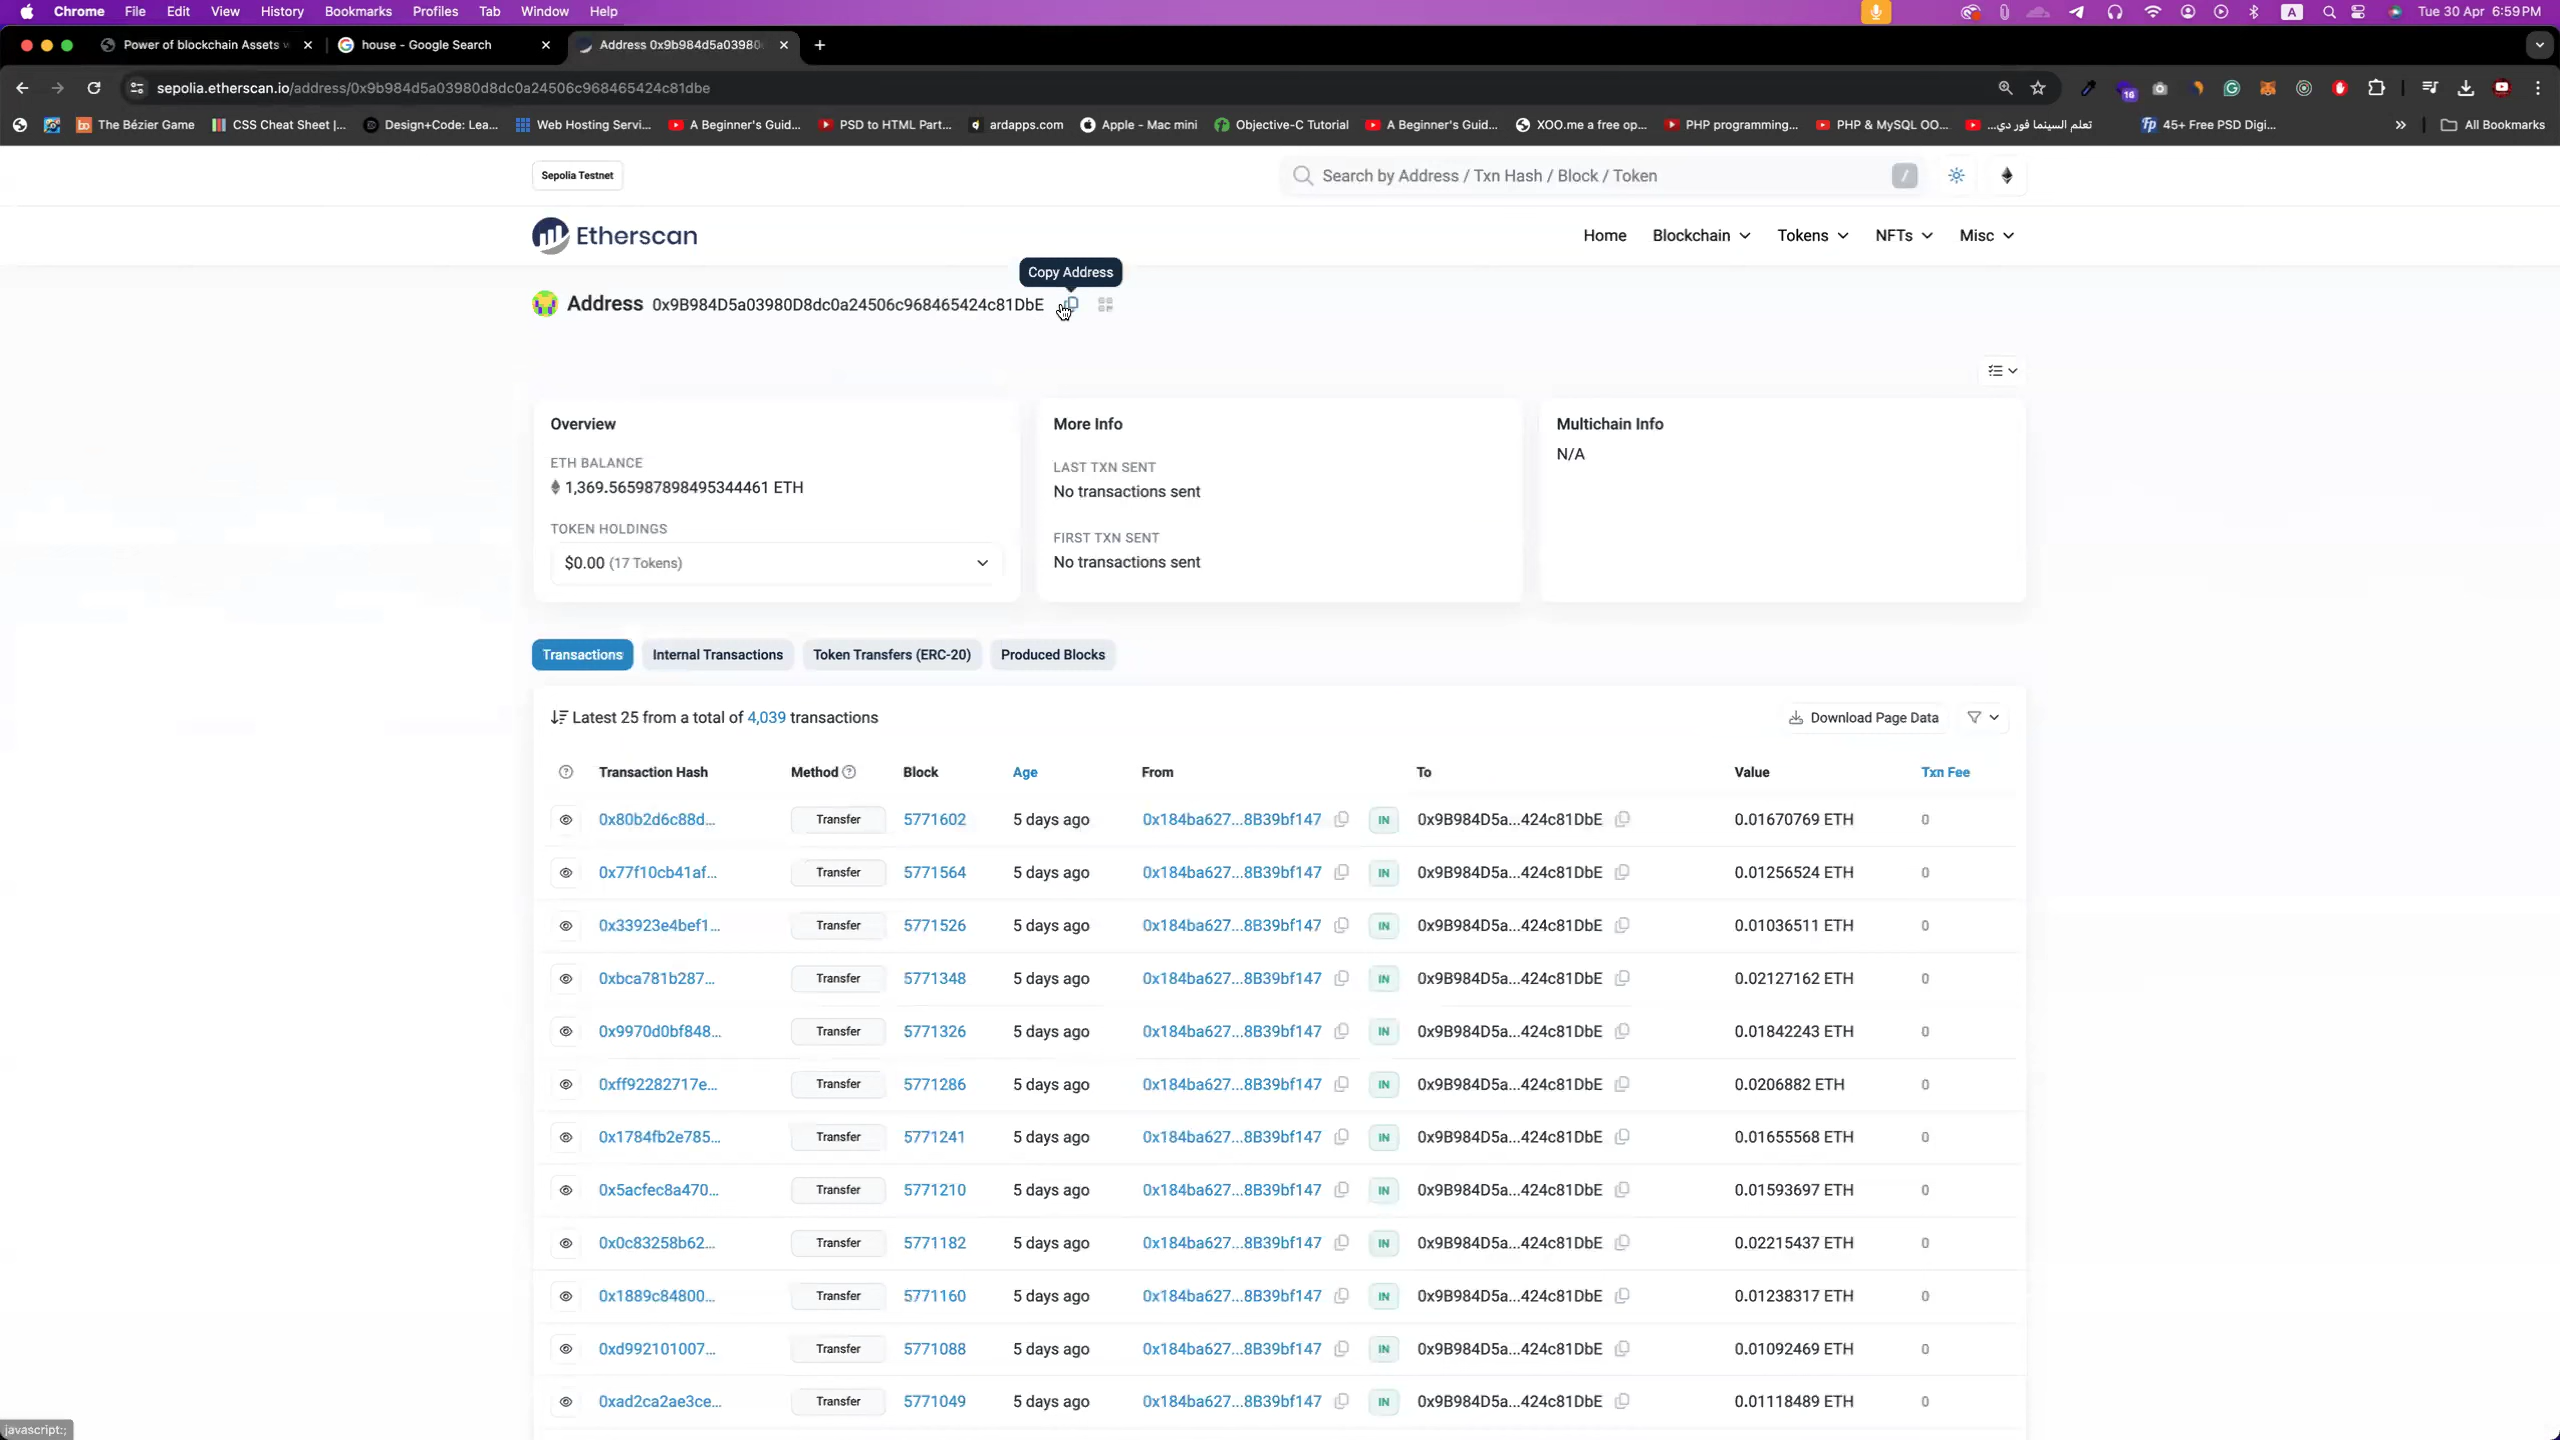 Chrome File Edit View History Bookmarks Profiles Tab Window Help A Tue 30 Apr 6:59 PM
Power of blockchain Assets house - Google Search Address 0x9b984d5a03980
sepolia.etherscan.io/address/0x9b984d5a03980d8dc0a24506c968465424c81dbe 16
The Bézier Game CSS Cheat Sheet |... Design+Code: Lea... Web Hosting Servi... A Beginner's Guid... PSD to HTML Part... ardapps.com Apple - Mac mini Objective-C Tutorial A Beginner's Guid... XOO.me a free op... PHP programming,... PHP & MySQL OO... تعلم السينما فور دي... 45+ Free PSD Digi... » All Bookmarks
Sepolia Testnet Search by Address / Txn Hash / Block / Token /
Etherscan Home Blockchain Tokens NFTs Misc
Copy Address
Address 0x9B984D5a03980D8dc0a24506c968465424c81DbE
Overview More Info Multichain Info
ETH BALANCE LAST TXN SENT N/A
1,369.565987898495344461 ETH No transactions sent
TOKEN HOLDINGS FIRST TXN SENT
$0.00 (17 Tokens) No transactions sent
Transactions Internal Transactions Token Transfers (ERC-20) Produced Blocks
Latest 25 from a total of 4,039 transactions Download Page Data
Transaction Hash Method Block Age From To Value Txn Fee
0x80b2d6c88d... Transfer 5771602 5 days ago 0x184ba627...8B39bf147 IN 0x9B984D5a...424c81DbE 0.01670769 ETH 0
0x77f10cb41af... Transfer 5771564 5 days ago 0x184ba627...8B39bf147 IN 0x9B984D5a...424c81DbE 0.01256524 ETH 0
0x33923e4bef1... Transfer 5771526 5 days ago 0x184ba627...8B39bf147 IN 0x9B984D5a...424c81DbE 0.01036511 ETH 0
0xbca781b287... Transfer 5771348 5 days ago 0x184ba627...8B39bf147 IN 0x9B984D5a...424c81DbE 0.02127162 ETH 0
0x9970d0bf848... Transfer 5771326 5 days ago 0x184ba627...8B39bf147 IN 0x9B984D5a...424c81DbE 0.01842243 ETH 0
0xff92282717e... Transfer 5771286 5 days ago 0x184ba627...8B39bf147 IN 0x9B984D5a...424c81DbE 0.0206882 ETH 0
0x1784fb2e785... Transfer 5771241 5 days ago 0x184ba627...8B39bf147 IN 0x9B984D5a...424c81DbE 0.01655568 ETH 0
0x5acfec8a470... Transfer 5771210 5 days ago 0x184ba627...8B39bf147 IN 0x9B984D5a...424c81DbE 0.01593697 ETH 0
0x0c83258b62... Transfer 5771182 5 days ago 0x184ba627...8B39bf147 IN 0x9B984D5a...424c81DbE 0.02215437 ETH 0
0x1889c84800... Transfer 5771160 5 days ago 0x184ba627...8B39bf147 IN 0x9B984D5a...424c81DbE 0.01238317 ETH 0
0xd992101007... Transfer 5771088 5 days ago 0x184ba627...8B39bf147 IN 0x9B984D5a...424c81DbE 0.01092469 ETH 0
0xad2ca2ae3ce... Transfer 5771049 5 days ago 0x184ba627...8B39bf147 IN 0x9B984D5a...424c81DbE 0.01118489 ETH 0
javascript:;